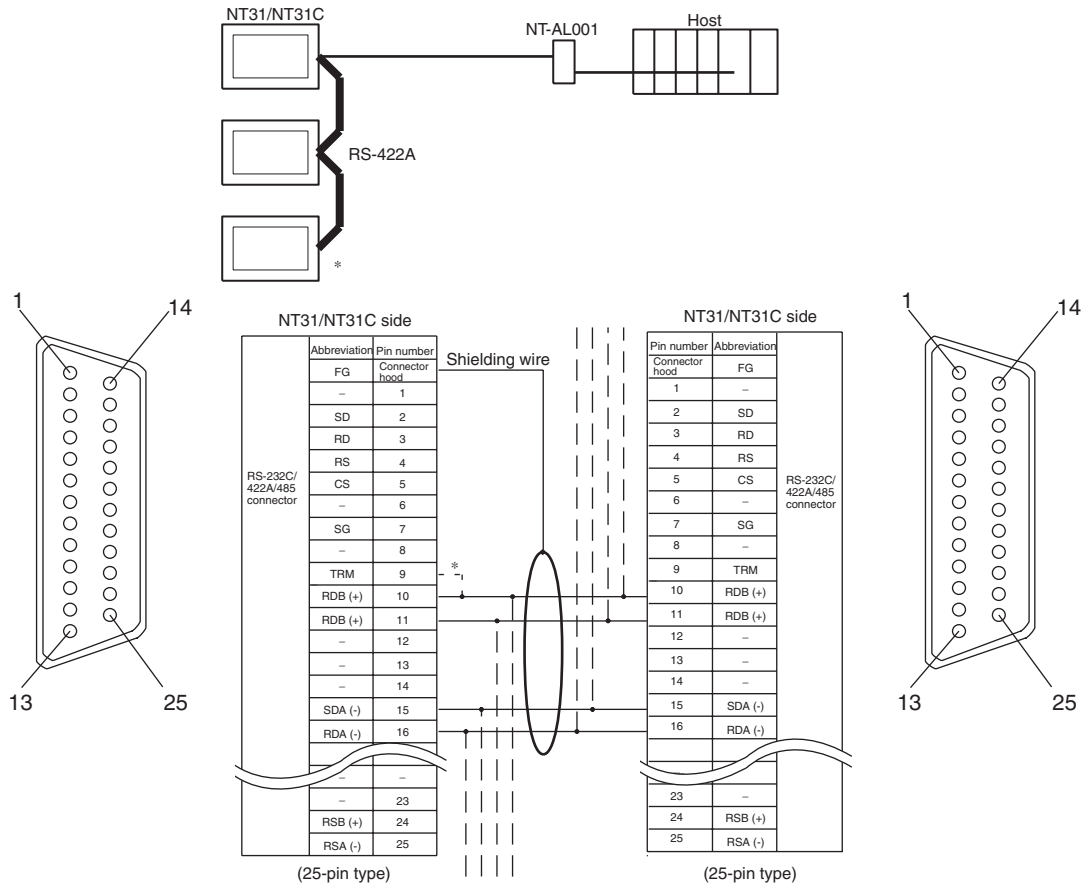 NT31/NT31C
NT-AL001
Host
RS-422A
*
1
14
13
25
NT31/NT31C side
Abbreviation Pin number
FG Connector hood
– 1
SD 2
RD 3
RS 4
CS 5
– 6
SG 7
– 8
TRM 9
RDB (+) 10
RDB (+) 11
– 12
– 13
– 14
SDA (-) 15
RDA (-) 16
– –
– 23
RSB (+) 24
RSA (-) 25
RS-232C/
422A/485
connector
(25-pin type)
Shielding wire
*
NT31/NT31C side
Pin number Abbreviation
Connector hood FG
1 –
2 SD
3 RD
4 RS
5 CS
6 –
7 SG
8 –
9 TRM
10 RDB (+)
11 RDB (+)
12 –
13 –
14 –
15 SDA (-)
16 RDA (-)
23 –
24 RSB (+)
25 RSA (-)
RS-232C/
422A/485
connector
(25-pin type)
1
14
13
25